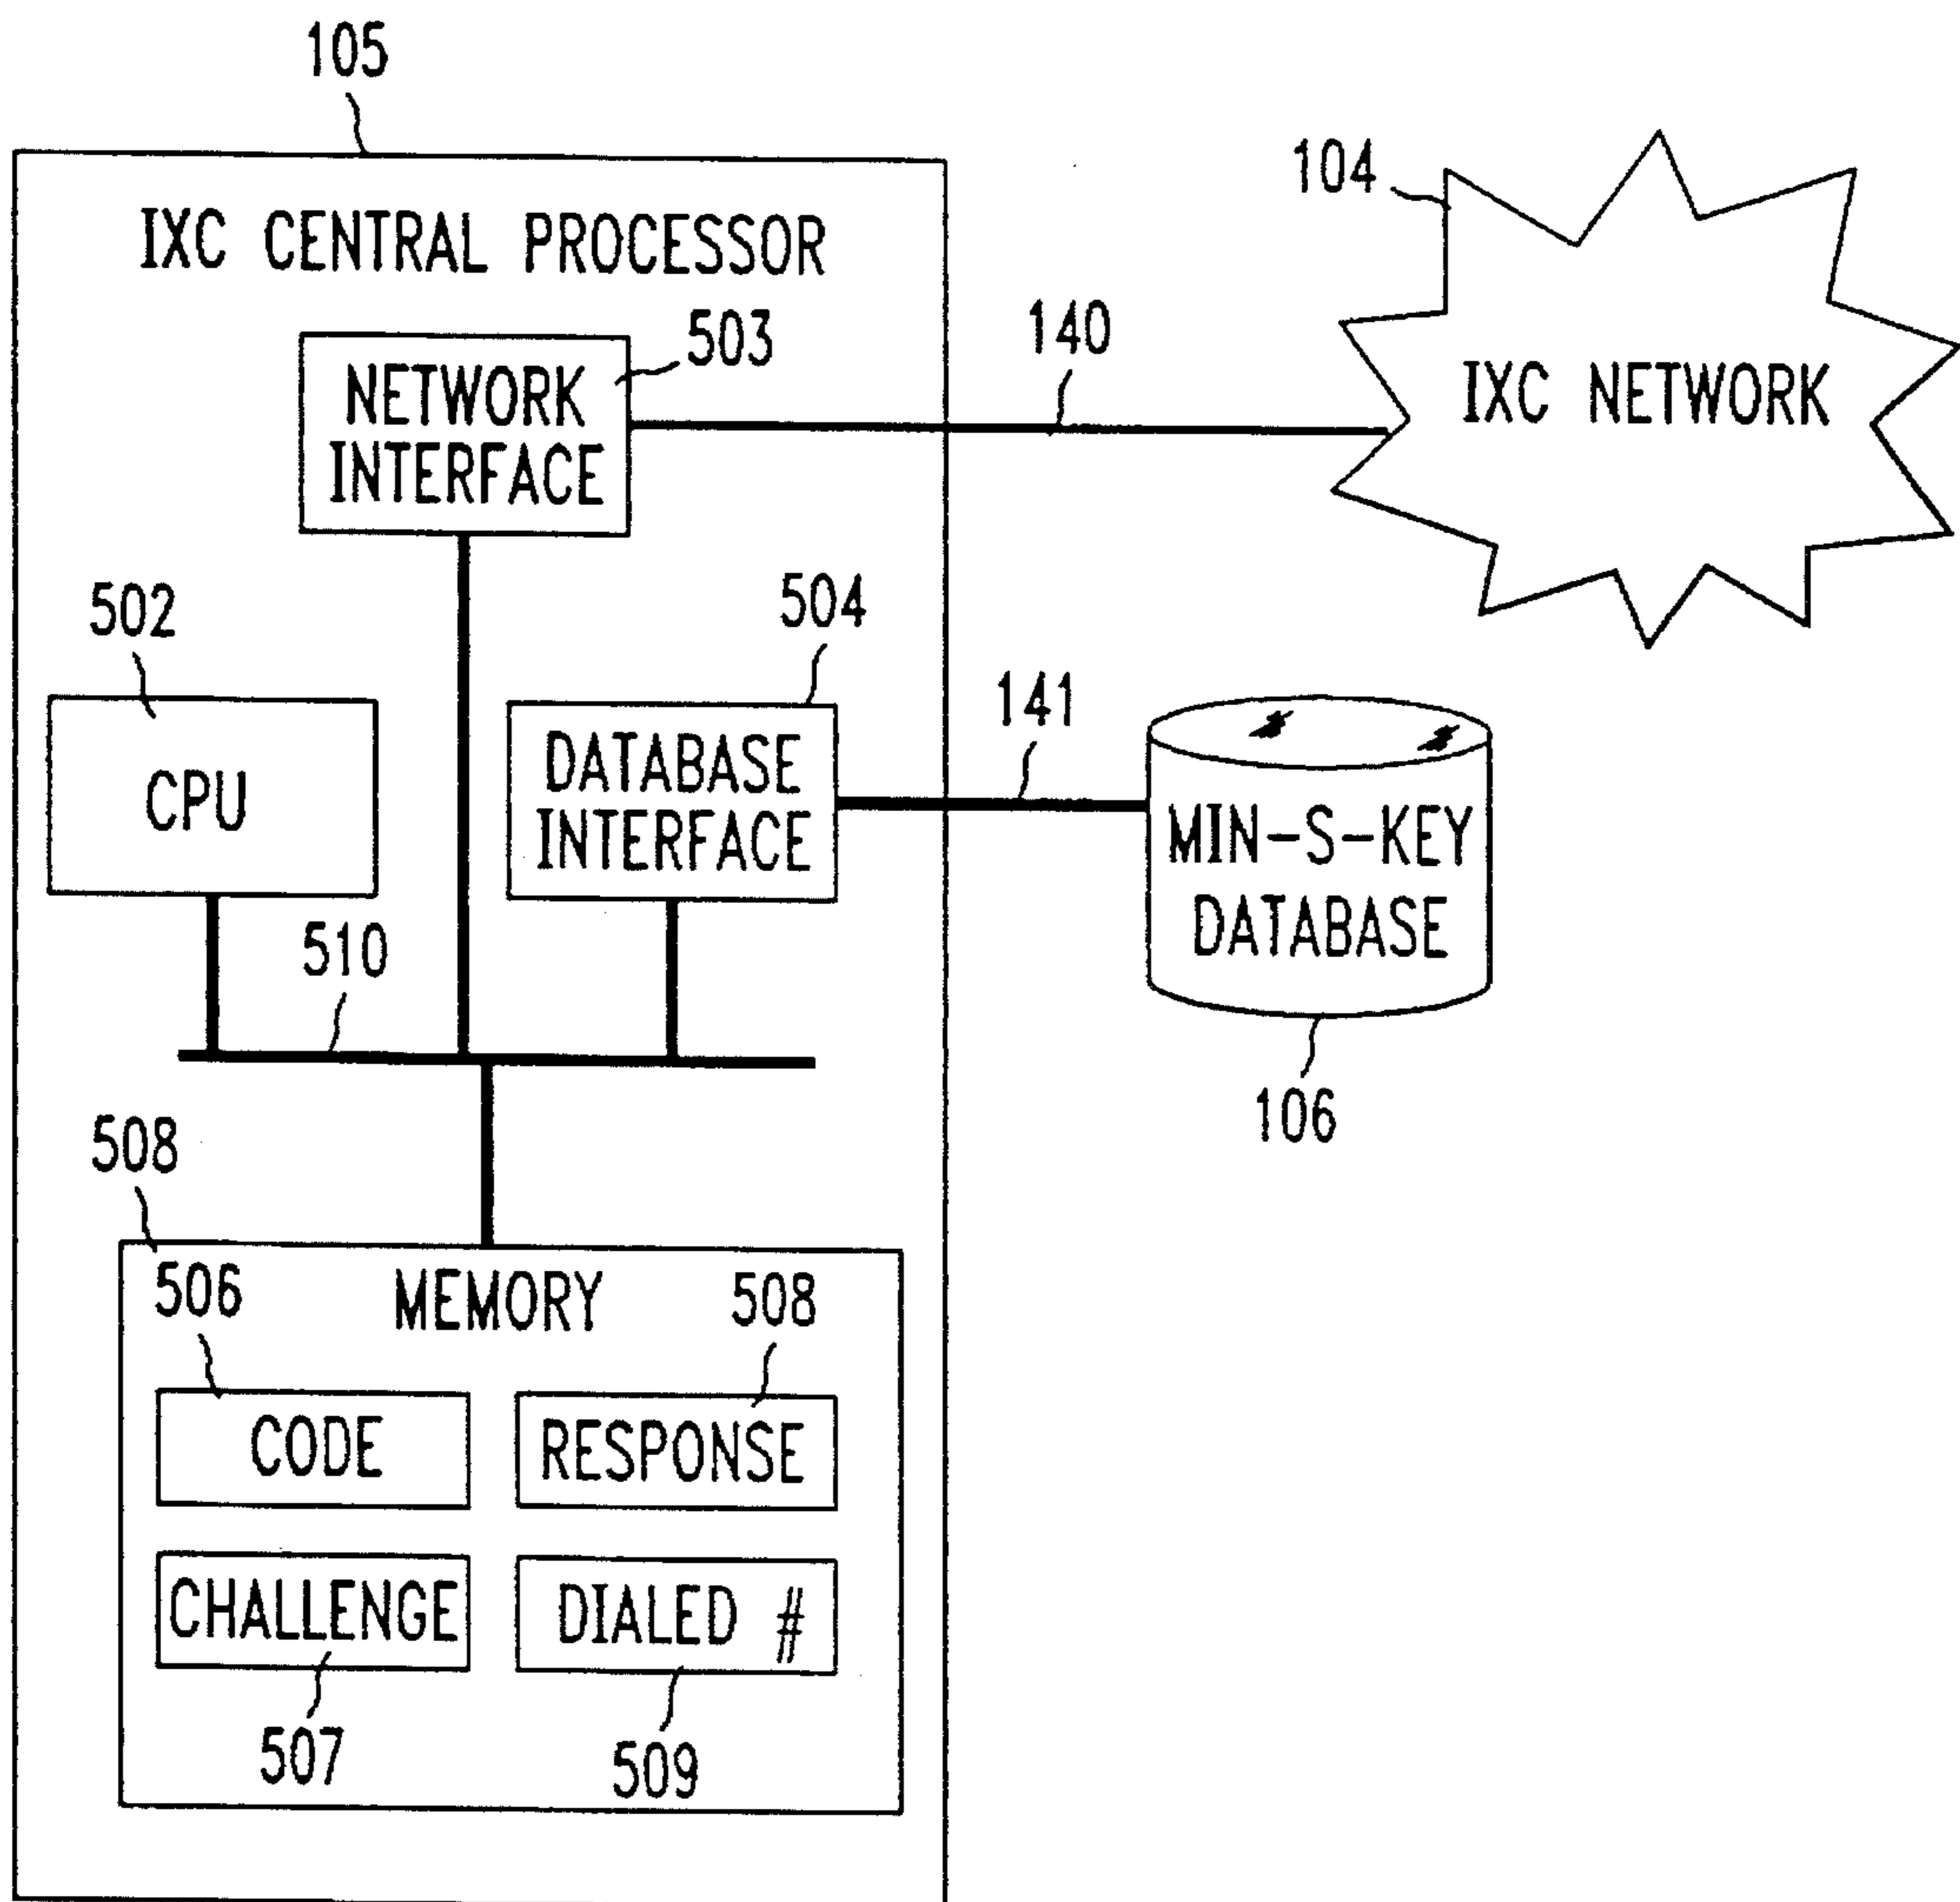 105
IXC CENTRAL PROCESSOR
104
IXC NETWORK
503
NETWORK
INTERFACE
140
502
CPU
504
DATABASE
INTERFACE
141
MIN-S-KEY
DATABASE
106
510
508
MEMORY
506
CODE
508
RESPONSE
CHALLENGE
507
DIALED #
509